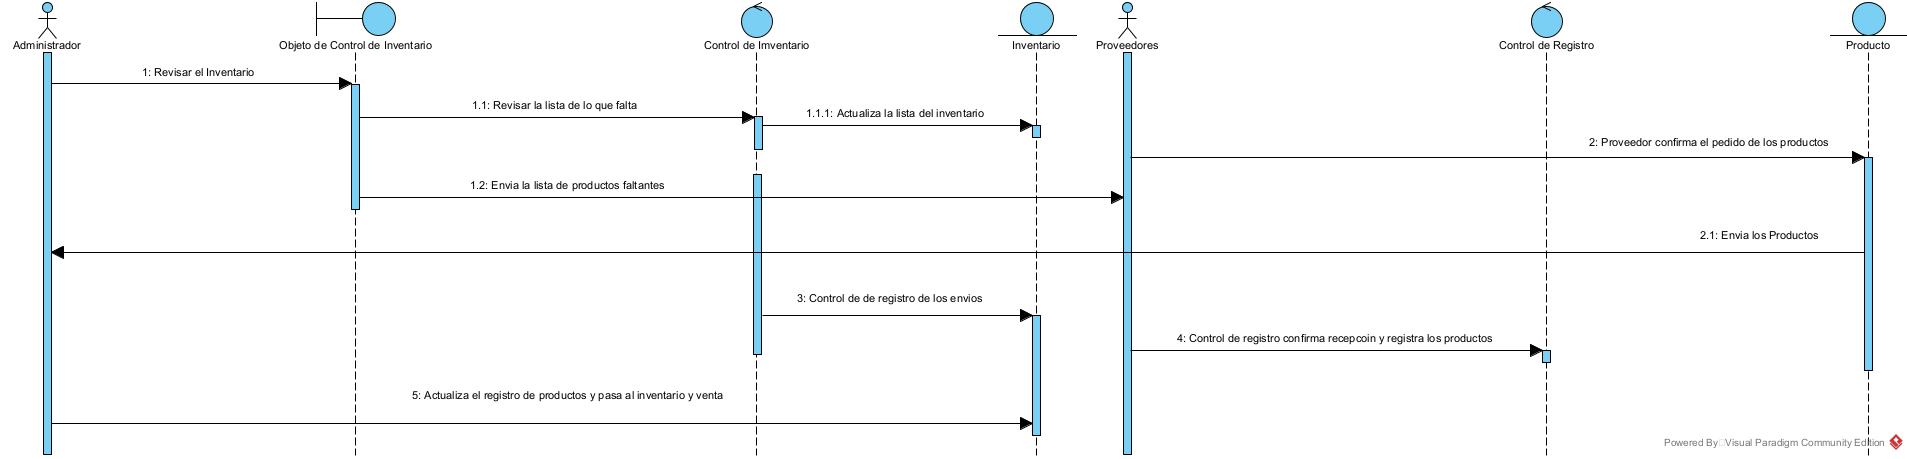 Administrador
Objeto de Control de Inventario
Control de Imventario
Inventario
Proveedores
Control de Registro
Producto
1: Revisar el Inventario
1.1: Revisar la lista de lo que falta
1.1.1: Actualiza la lista del inventario
2: Proveedor confirma el pedido de los productos
1.2: Envia la lista de productos faltantes
2.1: Envia los Productos
3: Control de de registro de los envios
4: Control de registro confirma recepcoin y registra los productos
5: Actualiza el registro de productos y pasa al inventario y venta
Powered By Visual Paradigm Community Edition